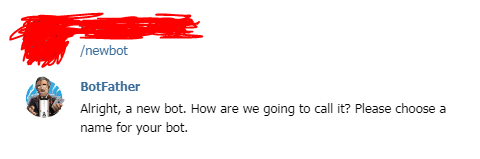 /newbot
BotFather
Alright, a new bot. How are we going to call it? Please choose a
name for your bot.